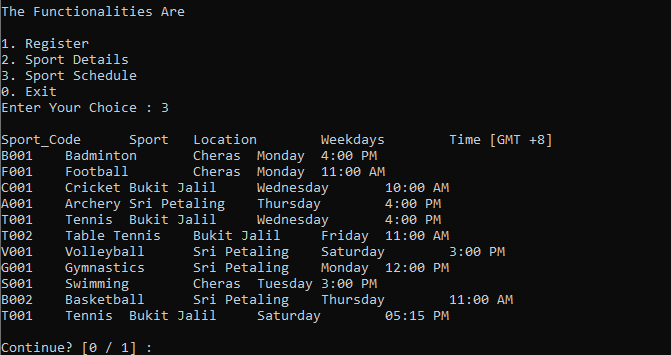 The Functionalities Are
1. Register
2. Sport Details
3. Sport Schedule
0. Exit
Enter Your Choice : 3
Sport_Code Sport Location Weekdays Time [GMT +8]
B001 Badminton Cheras Monday 4:00 PM
F001 Football Cheras Monday 11:00 AM
C001 Cricket Bukit Jalil Wednesday 10:00 AM
A001 Archery Sri Petaling Thursday 4:00 PM
T001 Tennis Bukit Jalil Wednesday 4:00 PM
T002 Table Tennis Bukit Jalil Friday 11:00 AM
V001 Volleyball Sri Petaling Saturday 3:00 PM
G001 Gymnastics Sri Petaling Monday 12:00 PM
S001 Swimming Cheras Tuesday 3:00 PM
B002 Basketball Sri Petaling Thursday 11:00 AM
T001 Tennis Bukit Jalil Saturday 05:15 PM
Continue? [0 / 1] :